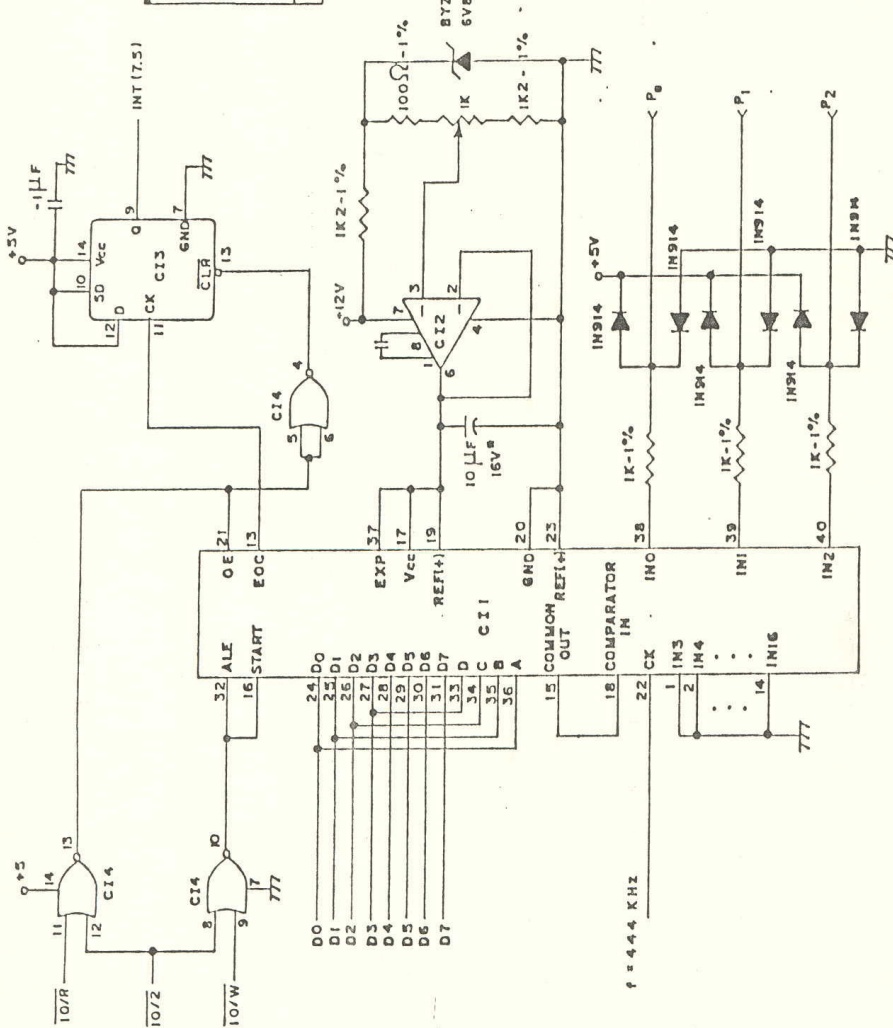 +5V
-1µF
INT(7.5)
10
14
SD
Vcc
12
D
Q
9
CI3
11
CK
GND
7
CLR
13
4
CI4
5
6
+5
14
IO/R
11
12
13
CI4
IO/2
8
9
10
CI4
7
IO/W
32
ALE
16
START
OE
21
EOC
13
D0
D1
D2
D3
D4
D5
D6
D7
24
25
26
27
28
29
30
31
33
34
35
36
D0
D1
D2
D3
D4
D5
D6
D7
D
C
B
A
CI1
EXP
37
Vcc
17
REF(+)
19
GND
20
REF(+)
23
15
COMMON
OUT
18
COMPARATOR
IN
22
CK
1
IN3
2
IN4
. . .
14
IN16
f = 444 KHz
IN0
38
IN1
39
IN2
40
+12V
1K2-1%
7
3
8
CI2
1
2
6
4
10 µF
16V*
100Ω-1%
1K
1K2-1%
BYZ
6V8
1K-1%
1K-1%
1K-1%
+5V
1N914
1N914
1N914
1N914
1N914
1N914
P0
P1
P2